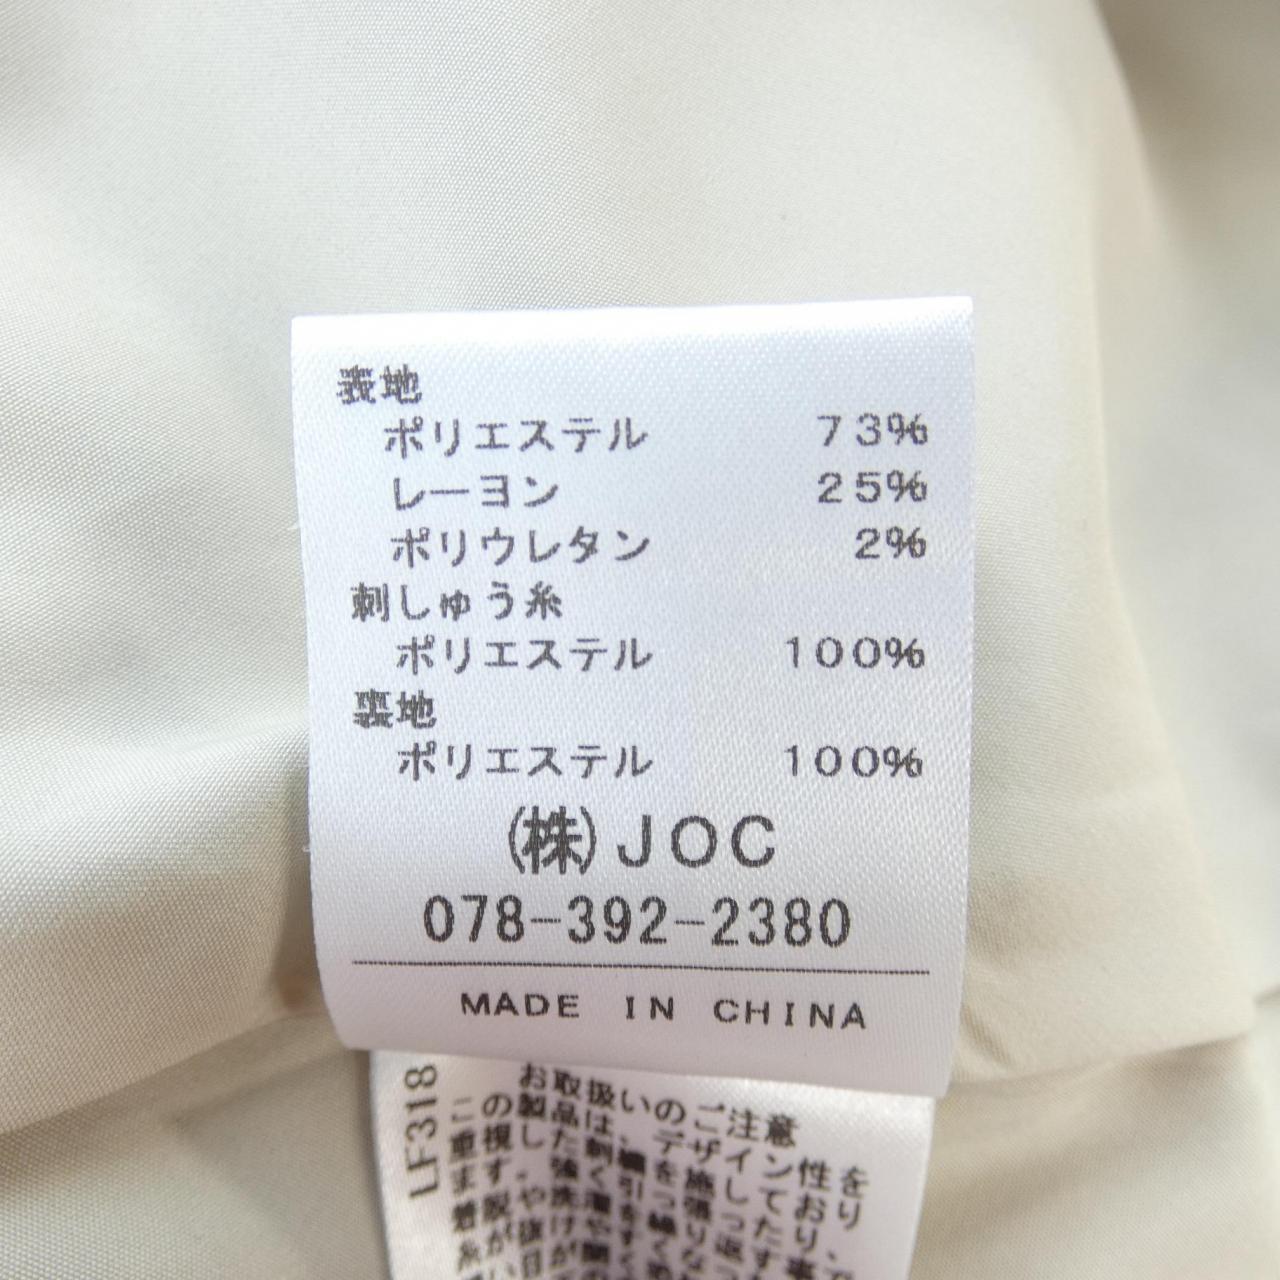 表地
ポリエステル 73%
レーヨン 25%
ポリウレタン 2%
刺しゅう糸
ポリエステル 100%
裏地
ポリエステル 100%
(株)JOC
078-392-2380
MADE IN CHINA
LF318
お取扱いのご注意
この製品は、デザイン性を
重視した刺繍を施しており